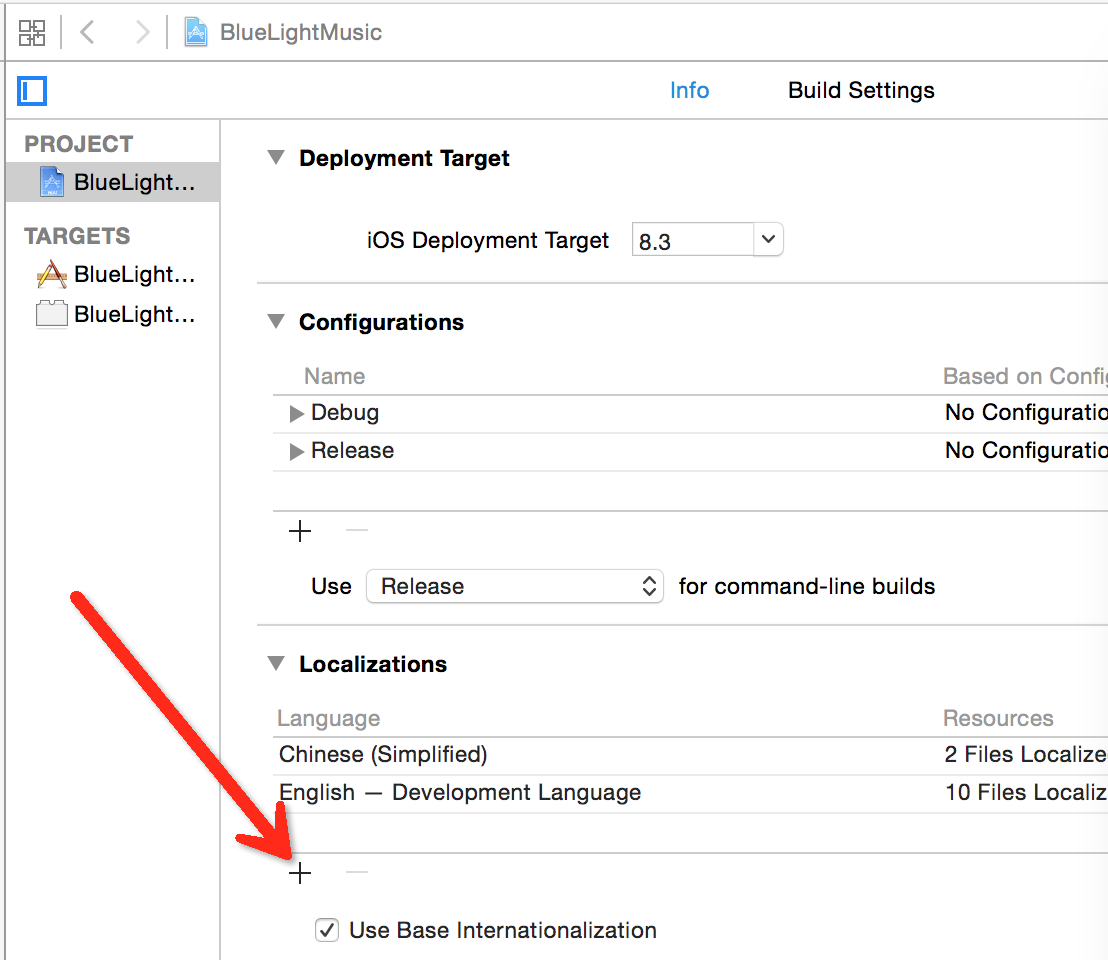 BlueLightMusic
Info Build Settings
PROJECT
BlueLight...
TARGETS
BlueLight...
BlueLight...
Deployment Target
iOS Deployment Target 8.3
Configurations
Name Based on Config
Debug No Configuratio
Release No Configuratio
Use Release for command-line builds
Localizations
Language Resources
Chinese (Simplified) 2 Files Localize
English — Development Language 10 Files Localiz
Use Base Internationalization